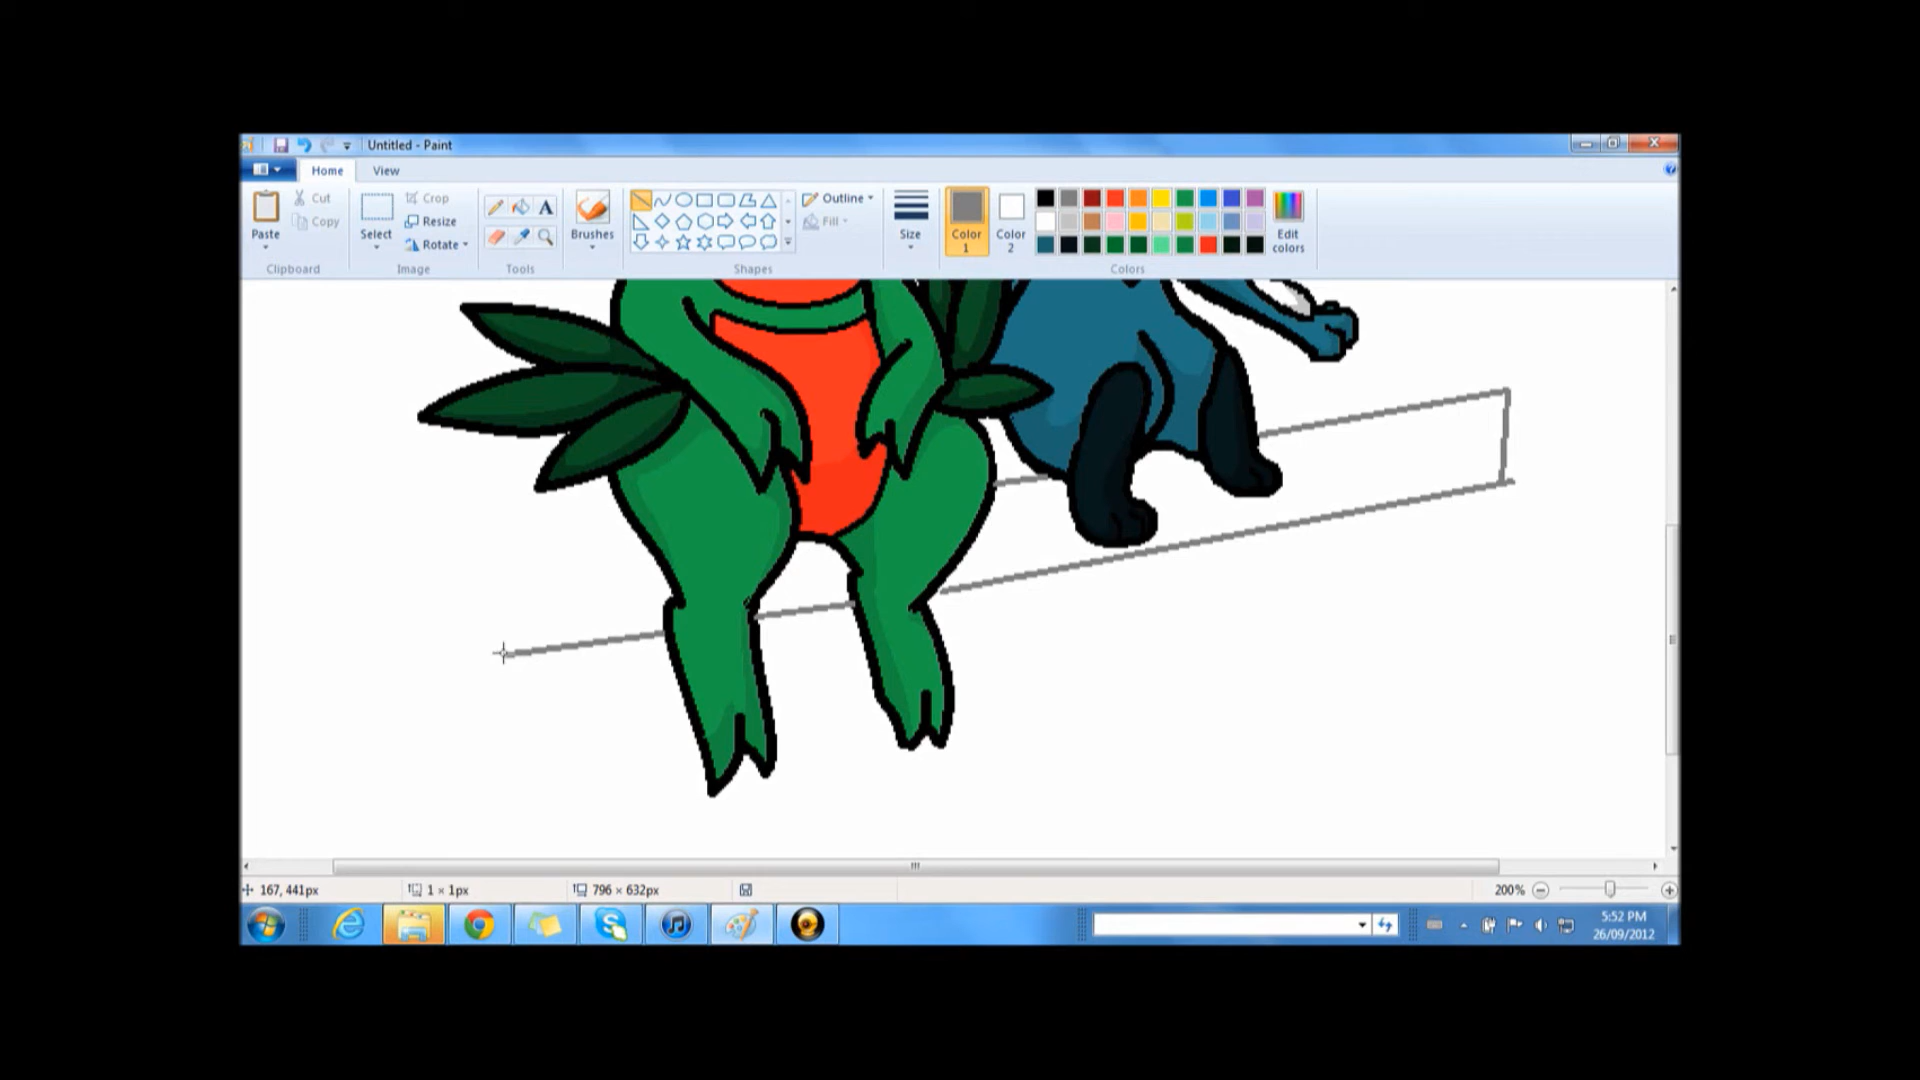 Untitled - Paint
Home View
Paste
Cut
Copy
Clipboard
Select
Crop
Resize
Rotate
Image
A
Tools
Brushes
Outline
Fill
Shapes
Size
Color 1
Color 2
Edit colors
Colors
167, 441px
1 × 1px
796 × 632px
200%
5:52 PM
26/09/2012